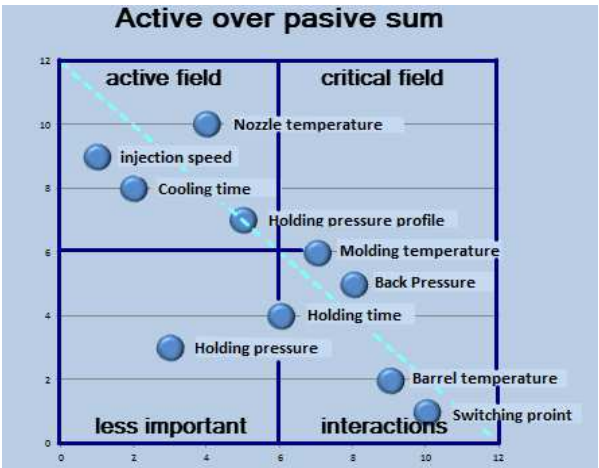 Active over pasive sum
12
active field
critical field
10
Nozzle temperature
injection speed
8
Cooling time
Holding pressure profile
6
Molding temperature
Back Pressure
4
Holding time
Holding pressure
2
Barrel temperature
Switching proint
less important
interactions
0
0 2 4 6 8 10 12